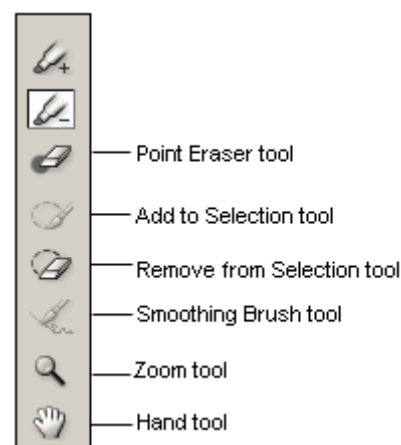 Point Eraser tool
Add to Selection tool
Remove from Selection tool
Smoothing Brush tool
Zoom tool
Hand tool